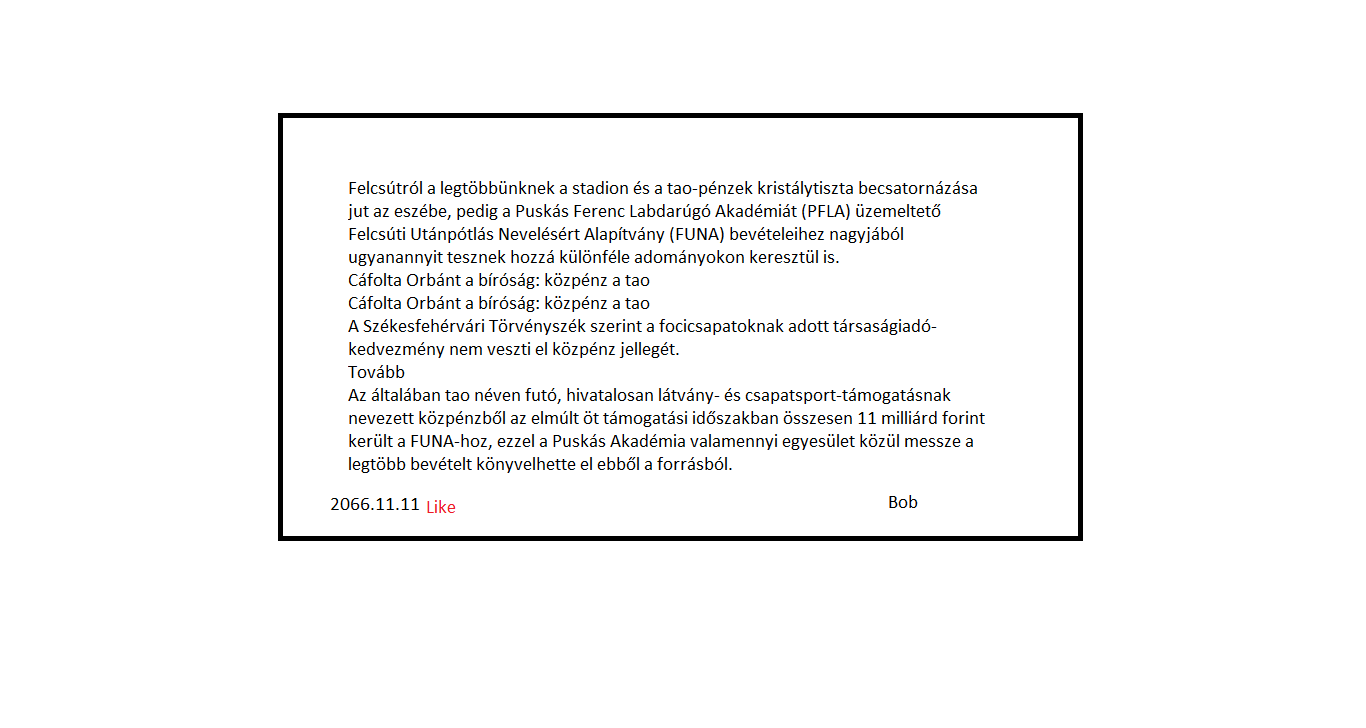 Felcsútról a legtöbbünknek a stadion és a tao-pénzek kristálytiszta becsatornázása
jut az eszébe, pedig a Puskás Ferenc Labdarúgó Akadémiát (PFLA) üzemeltető
Felcsúti Utánpótlás Nevelésért Alapítvány (FUNA) bevételeihez nagyjából
ugyanannyit tesznek hozzá különféle adományokon keresztül is.
Cáfolta Orbánt a bíróság: közpénz a tao
Cáfolta Orbánt a bíróság: közpénz a tao
A Székesfehérvári Törvényszék szerint a focicsapatoknak adott társaságiadó-
kedvezmény nem veszti el közpénz jellegét.
Tovább
Az általában tao néven futó, hivatalosan látvány- és csapatsport-támogatásnak
nevezett közpénzből az elmúlt öt támogatási időszakban összesen 11 milliárd forint
került a FUNA-hoz, ezzel a Puskás Akadémia valamennyi egyesület közül messze a
legtöbb bevételt könyvelhette el ebből a forrásból.
2066.11.11 Like Bob